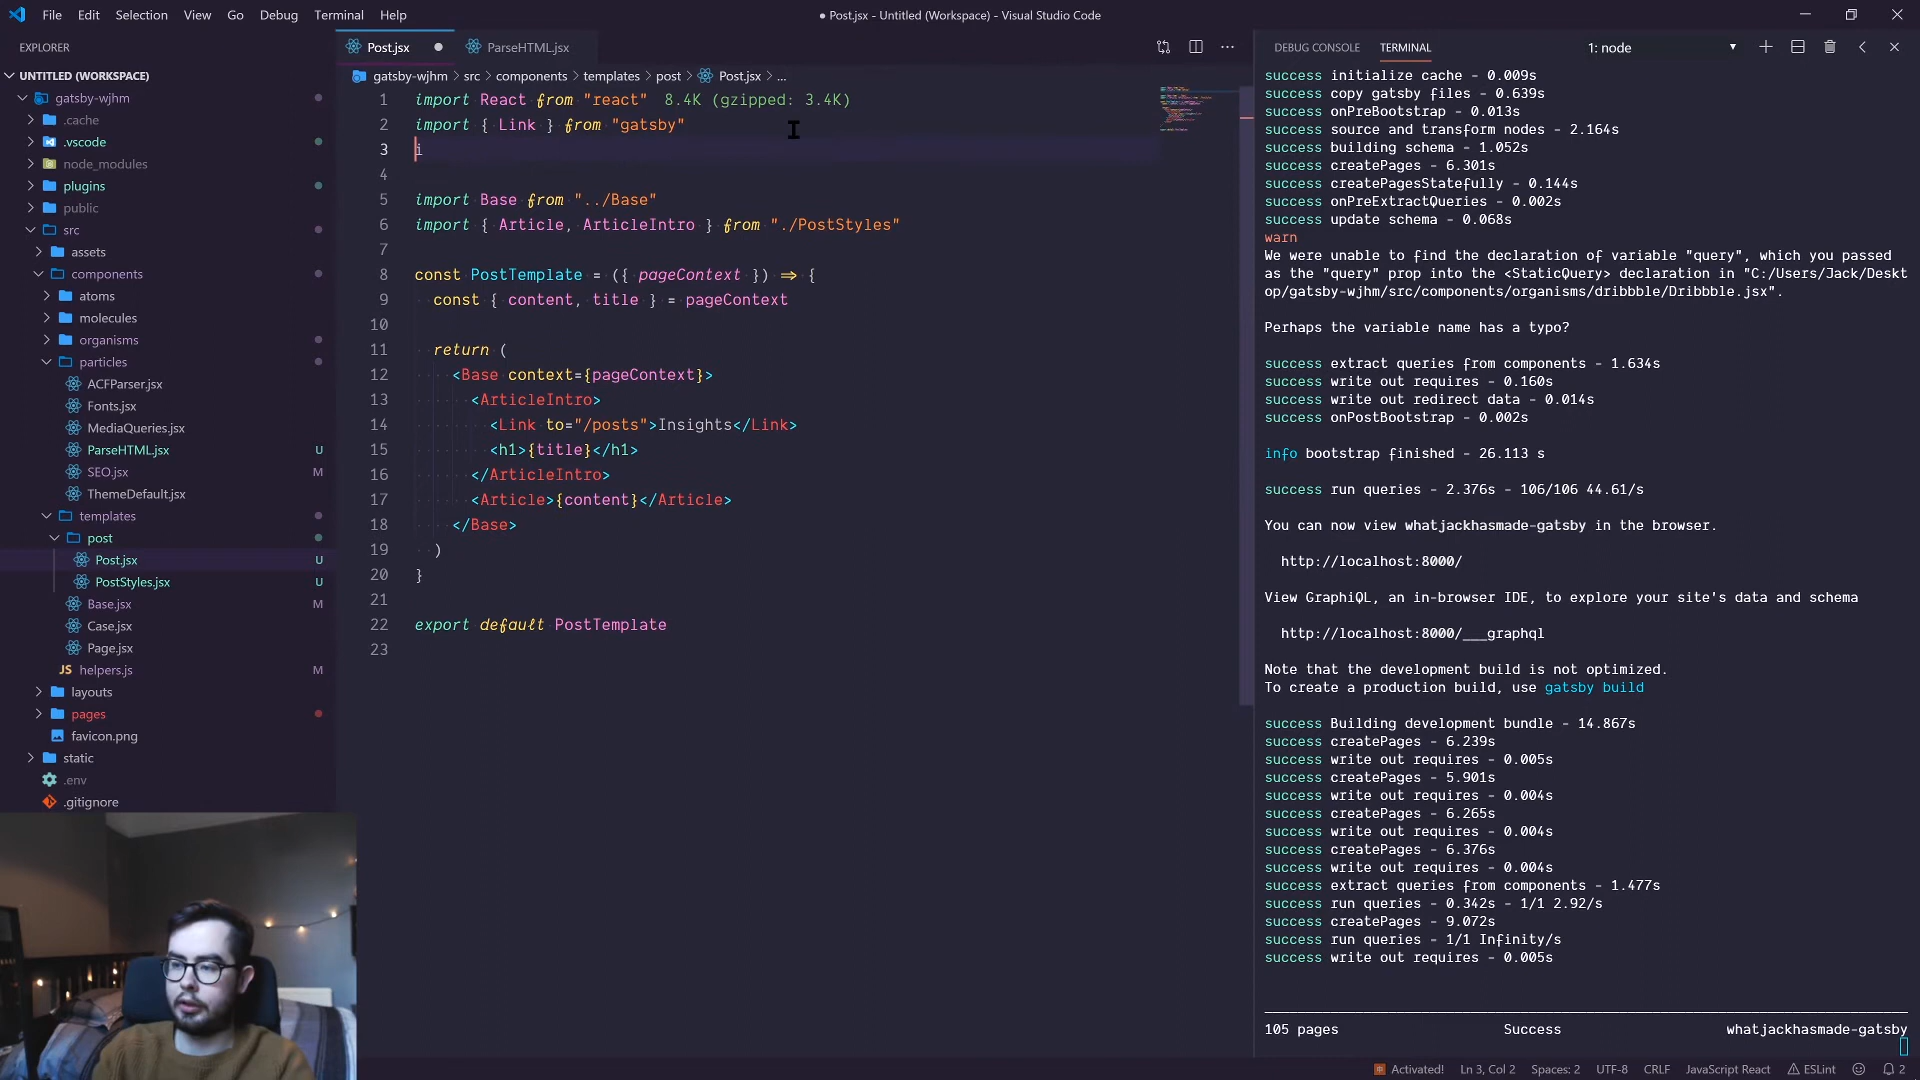 File Edit Selection View Go Debug Terminal Help
● Post.jsx - Untitled (Workspace) - Visual Studio Code
EXPLORER
UNTITLED (WORKSPACE)
gatsby-wjhm
.cache
.vscode
node_modules
plugins
public
src
assets
components
atoms
molecules
organisms
particles
ACFParser.jsx
Fonts.jsx
MediaQueries.jsx
ParseHTML.jsx U
SEO.jsx M
ThemeDefault.jsx
templates
post
Post.jsx U
PostStyles.jsx U
Base.jsx M
Case.jsx
Page.jsx
JS helpers.js M
layouts
pages
favicon.png
static
.env
.gitignore
Post.jsx ParseHTML.jsx
gatsby-wjhm > src > components > templates > post > Post.jsx > ...
1 import React from "react" 8.4K (gzipped: 3.4K)
2 import { Link } from "gatsby"
3 i
4
5 import Base from "../Base"
6 import { Article, ArticleIntro } from "./PostStyles"
7
8 const PostTemplate = ({ pageContext }) => {
9 const { content, title } = pageContext
10
11 return (
12 <Base context={pageContext}>
13 <ArticleIntro>
14 <Link to="/posts">Insights</Link>
15 <h1>{title}</h1>
16 </ArticleIntro>
17 <Article>{content}</Article>
18 </Base>
19 )
20 }
21
22 export default PostTemplate
23
DEBUG CONSOLE TERMINAL 1: node
success initialize cache - 0.009s
success copy gatsby files - 0.639s
success onPreBootstrap - 0.013s
success source and transform nodes - 2.164s
success building schema - 1.052s
success createPages - 6.301s
success createPagesStatefully - 0.144s
success onPreExtractQueries - 0.002s
success update schema - 0.068s
warn
We were unable to find the declaration of variable "query", which you passed
as the "query" prop into the <StaticQuery> declaration in "C:/Users/Jack/Deskt
op/gatsby-wjhm/src/components/organisms/dribbble/Dribbble.jsx".
Perhaps the variable name has a typo?
success extract queries from components - 1.634s
success write out requires - 0.160s
success write out redirect data - 0.014s
success onPostBootstrap - 0.002s
info bootstrap finished - 26.113 s
success run queries - 2.376s - 106/106 44.61/s
You can now view whatjackhasmade-gatsby in the browser.
http://localhost:8000/
View GraphiQL, an in-browser IDE, to explore your site's data and schema
http://localhost:8000/___graphql
Note that the development build is not optimized.
To create a production build, use gatsby build
success Building development bundle - 14.867s
success createPages - 6.239s
success write out requires - 0.005s
success createPages - 5.901s
success write out requires - 0.004s
success createPages - 6.265s
success write out requires - 0.004s
success createPages - 6.376s
success write out requires - 0.004s
success extract queries from components - 1.477s
success run queries - 0.342s - 1/1 2.92/s
success createPages - 9.072s
success run queries - 1/1 Infinity/s
success write out requires - 0.005s
105 pages Success whatjackhasmade-gatsby
Activated! Ln 3, Col 2 Spaces: 2 UTF-8 CRLF JavaScript React ESLint 2